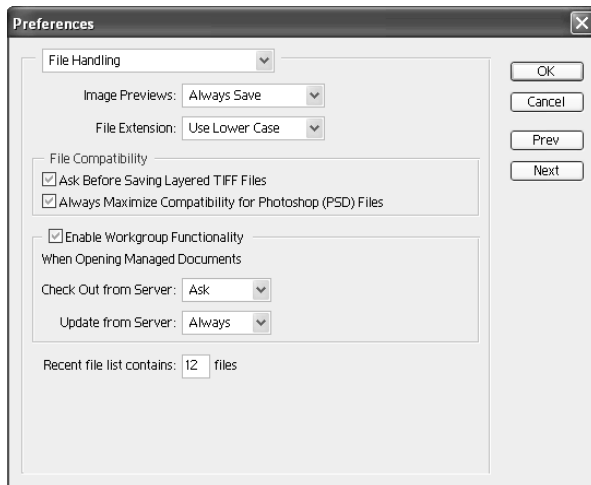 Preferences
File Handling
OK
Image Previews: Always Save
Cancel
File Extension: Use Lower Case
Prev
File Compatibility
Next
Ask Before Saving Layered TIFF Files
Always Maximize Compatibility for Photoshop (PSD) Files
Enable Workgroup Functionality
When Opening Managed Documents
Check Out from Server: Ask
Update from Server: Always
Recent file list contains: 12 files